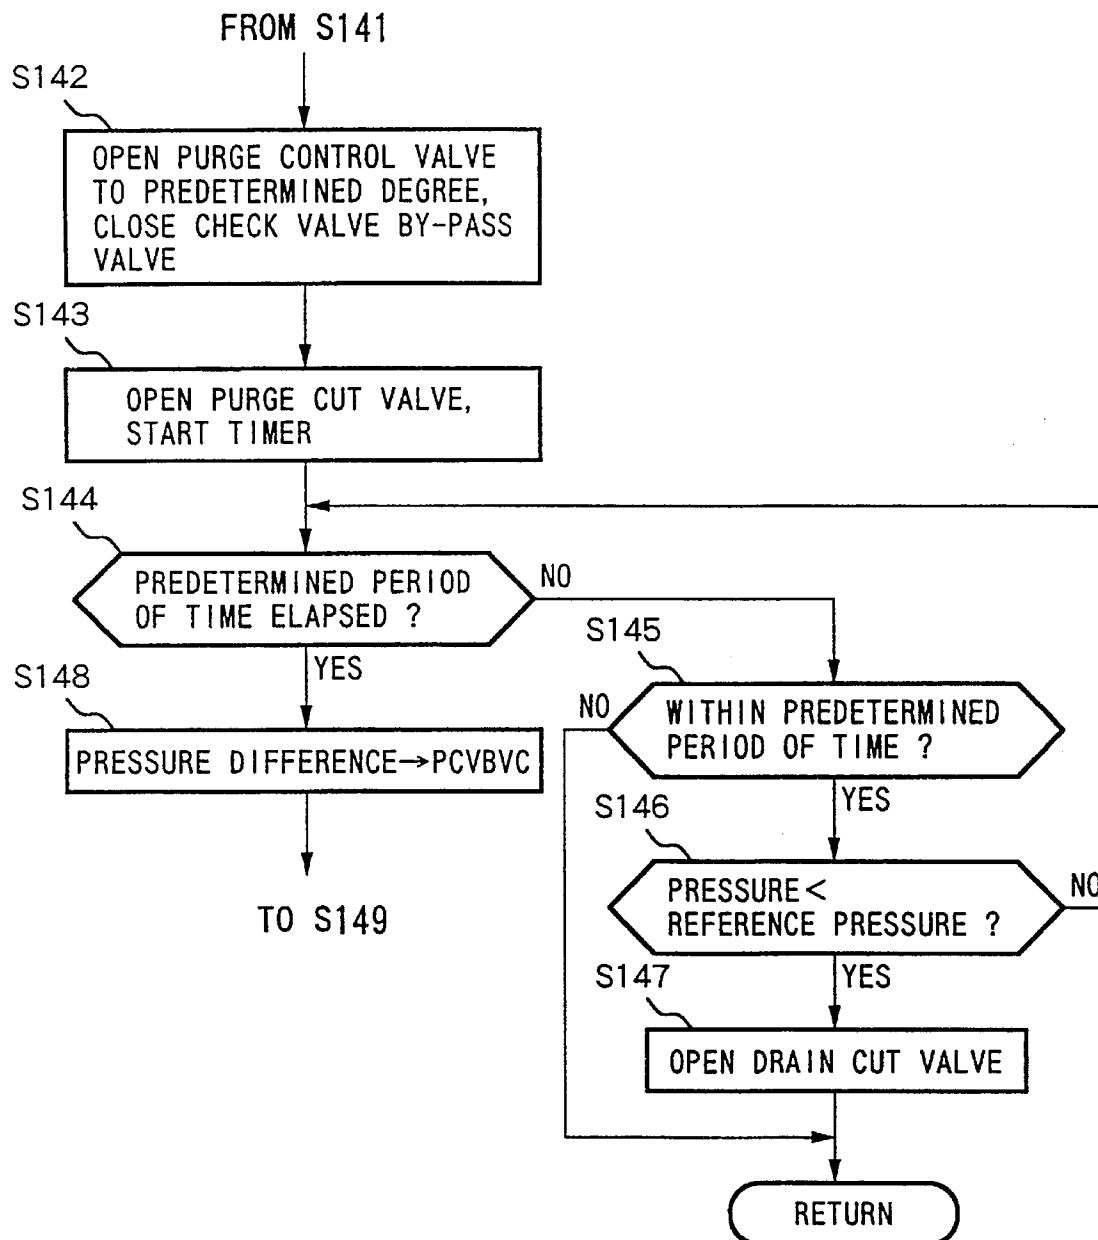 FROM S141
S142
OPEN PURGE CONTROL VALVE
TO PREDETERMINED DEGREE,
CLOSE CHECK VALVE BY-PASS
VALVE
S143
OPEN PURGE CUT VALVE,
START TIMER
S144
PREDETERMINED PERIOD
OF TIME ELAPSED ?
NO
YES
S145
WITHIN PREDETERMINED
PERIOD OF TIME ?
NO
YES
S148
PRESSURE DIFFERENCE→PCVBVC
TO S149
S146
PRESSURE<
REFERENCE PRESSURE ?
NO
YES
S147
OPEN DRAIN CUT VALVE
RETURN